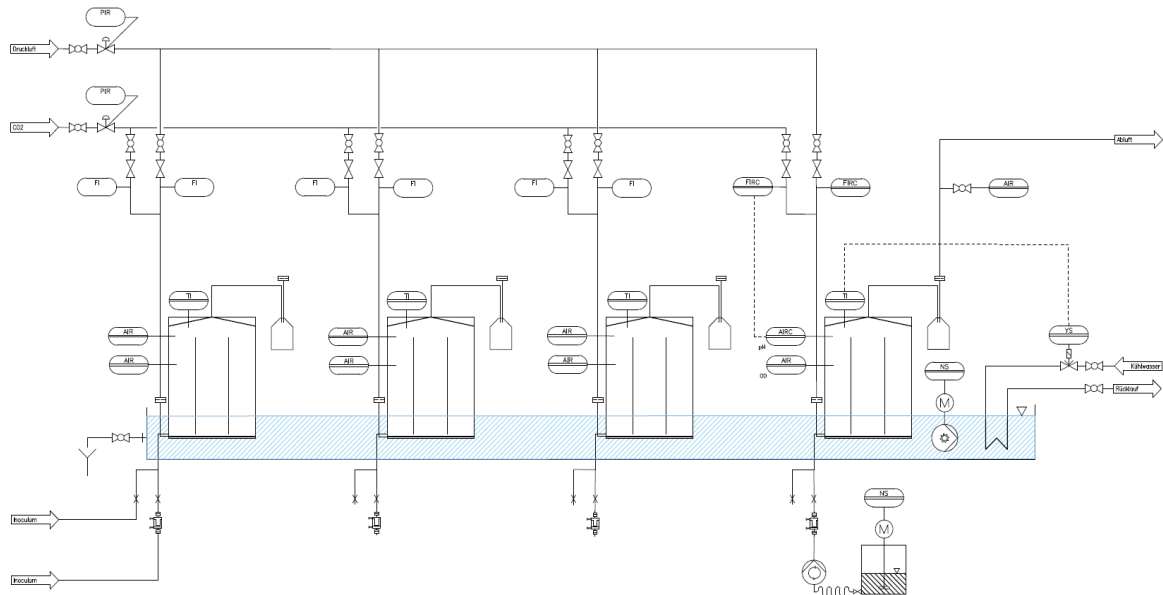 PIR
Druckluft
PIR
CO2
Abluft
FI
FI
FI
FI
FI
FI
FIRC
FIRC
AIR
TI
TI
TI
TI
AIR
AIR
AIR
AIRC
YS
pH
AIR
AIR
AIR
AIR
Kühlwasser
OD
NS
Rücklauf
M
NS
Inoculum
M
Inoculum